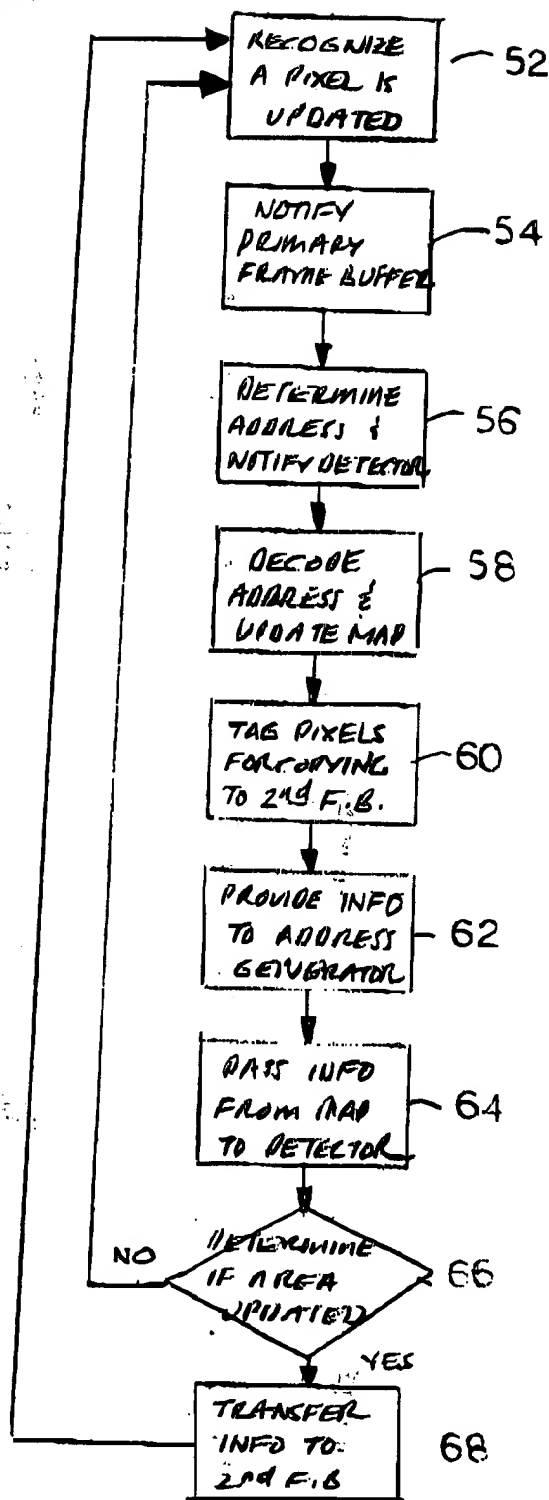 RECOGNIZE
A PIXEL IS
UPDATED
52
NOTIFY
PRIMARY
FRAME BUFFER
54
DETERMINE
ADDRESS &
NOTIFY DETECTOR
56
DECODE
ADDRESS &
UPDATE MAP
58
TAG PIXELS
FOR COPYING
TO 2nd F.B.
60
PROVIDE INFO
TO ADDRESS
GENERATOR
62
PASS INFO
FROM MAP
TO DETECTOR
64
NO
DETERMINE
IF AREA
UPDATED
66
YES
TRANSFER
INFO TO
2nd F.B
68